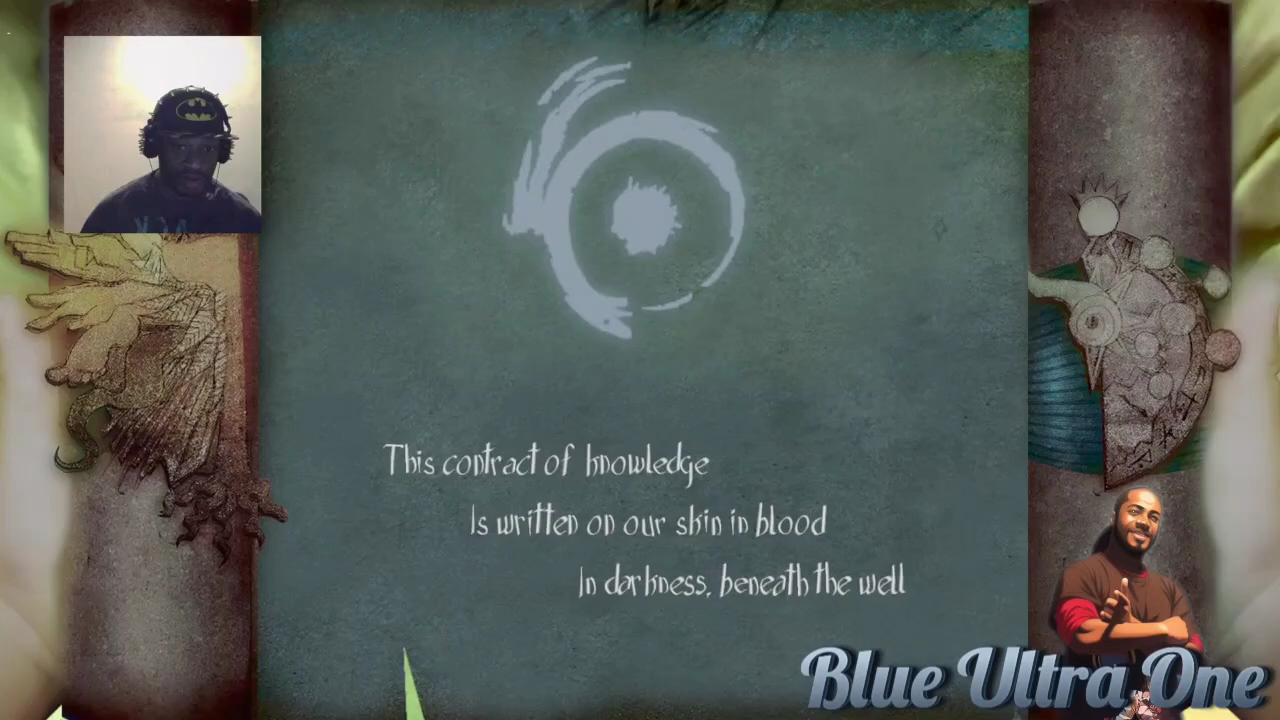 This contract of knowledge
Is written on our skin in blood
In darkness, beneath the well
Blue Ultra One